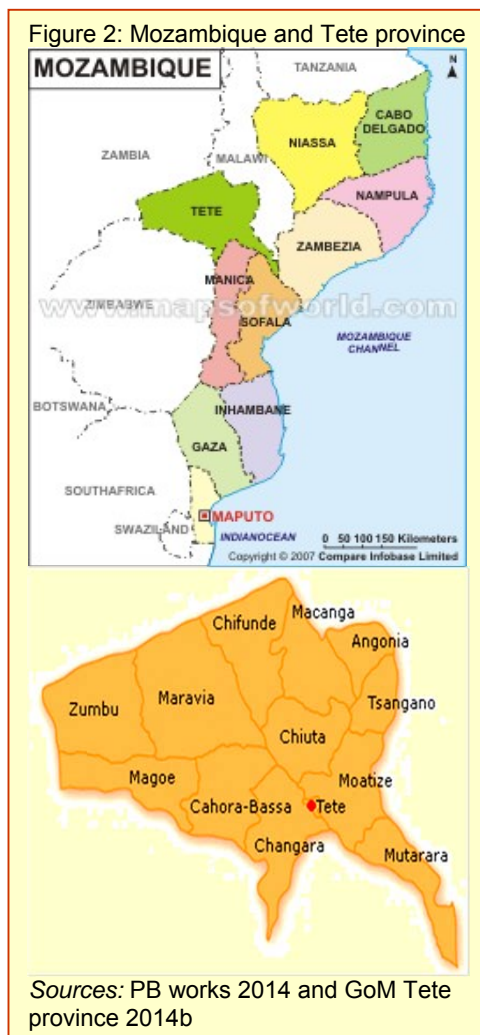 Figure 2: Mozambique and Tete province
MOZAMBIQUE
TANZANIA
N
CABO
DELGADO
NIASSA
ZAMBIA
MALAWI
NAMPULA
TETE
ZAMBEZIA
MANICA
www.mapsofworld.com
ZIMBABWE
SOFALA
MOZAMBIQUE
CHANNEL
BOTSWANA
INHAMBANE
GAZA
SOUTHAFRICA
MAPUTO
SWAZILAND
INDIANOCEAN
0 50 100 150 Kilometers
Copyright © 2007 Compare Infobase Limited
Macanga
Chifunde
Angonia
Maravia
Tsangano
Zumbu
Chiuta
Magoe
Moatize
Cahora-Bassa
Tete
Changara
Mutarara
Sources: PB works 2014 and GoM Tete
province 2014b